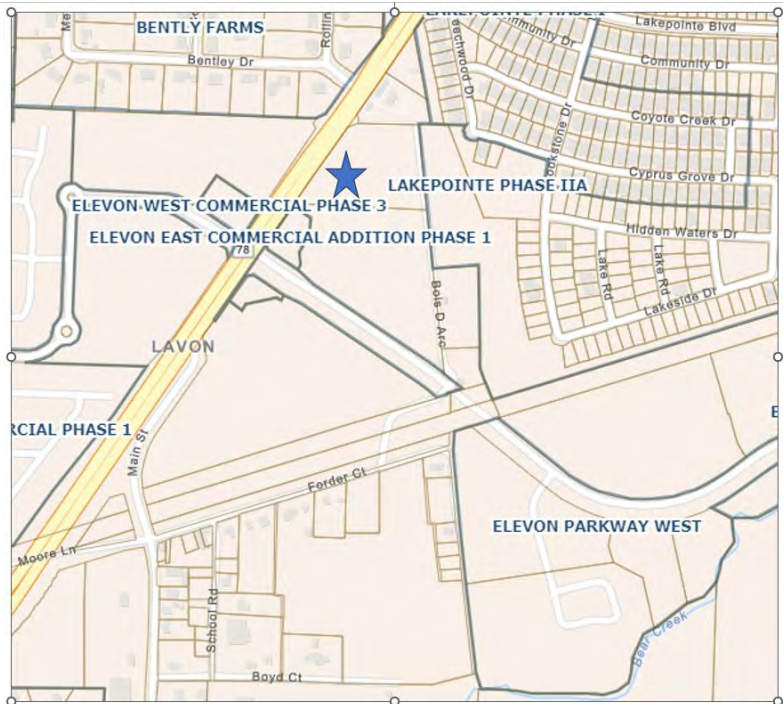 LAKEPOINTE PHASE I
Lakepointe Blvd
BENTLY FARMS
Community Dr
Bentley Dr
Community Dr
Coyote Creek Dr
Cyprus Grove Dr
LAKEPOINTE PHASE IIA
ELEVON WEST COMMERCIAL PHASE 3
Hidden Waters Dr
ELEVON EAST COMMERCIAL ADDITION PHASE 1
78
Lake Rd
Lake Rd
Bois D Arc
Lakeside Dr
LAVON
RCIAL PHASE 1
E
Main St
Forder Ct
ELEVON PARKWAY WEST
Moore Ln
School Rd
Bear Creek
Boyd Ct